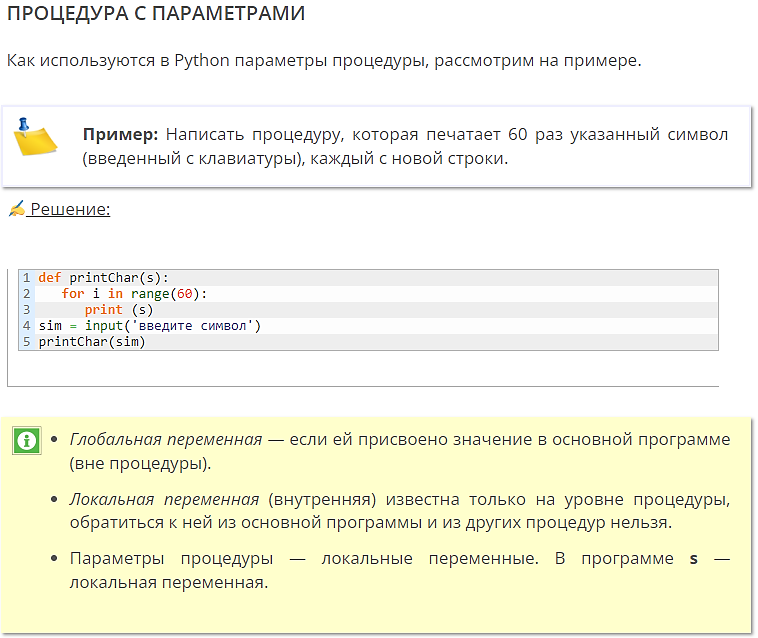 ПРОЦЕДУРА С ПАРАМЕТРАМИ
Как используются в Python параметры процедуры, рассмотрим на примере.
Пример: Написать процедуру, которая печатает 60 раз указанный символ
(введенный с клавиатуры), каждый с новой строки.
Решение:
1 def printChar(s):
2    for i in range(60):
3       print (s)
4 sim = input('введите символ')
5 printChar(sim)
• Глобальная переменная — если ей присвоено значение в основной программе
(вне процедуры).
• Локальная переменная (внутренняя) известна только на уровне процедуры,
обратиться к ней из основной программы и из других процедур нельзя.
• Параметры процедуры — локальные переменные. В программе s —
локальная переменная.